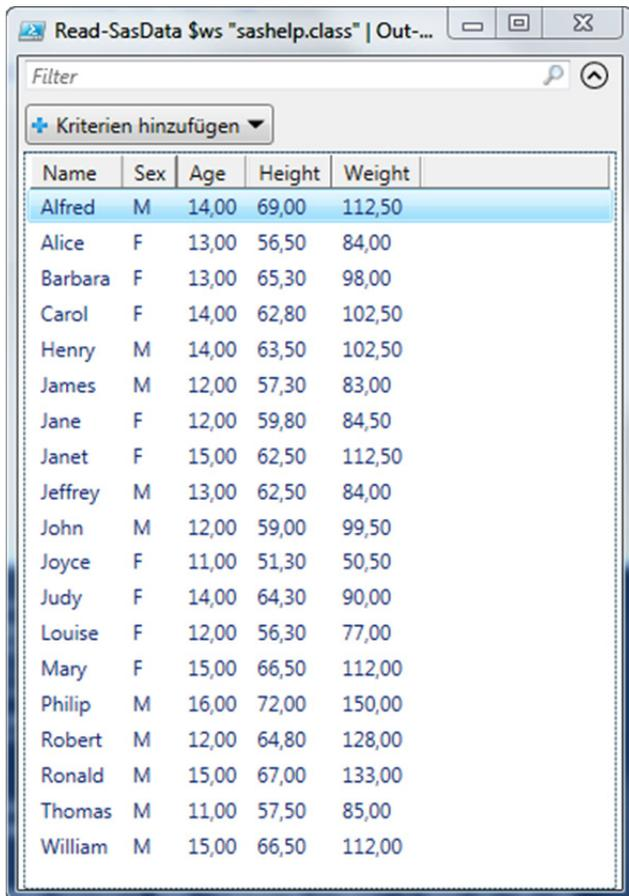 Read-SasData $ws "sashelp.class" | Out-...
Filter
Kriterien hinzufügen
Name Sex Age Height Weight
Alfred M 14,00 69,00 112,50
Alice F 13,00 56,50 84,00
Barbara F 13,00 65,30 98,00
Carol F 14,00 62,80 102,50
Henry M 14,00 63,50 102,50
James M 12,00 57,30 83,00
Jane F 12,00 59,80 84,50
Janet F 15,00 62,50 112,50
Jeffrey M 13,00 62,50 84,00
John M 12,00 59,00 99,50
Joyce F 11,00 51,30 50,50
Judy F 14,00 64,30 90,00
Louise F 12,00 56,30 77,00
Mary F 15,00 66,50 112,00
Philip M 16,00 72,00 150,00
Robert M 12,00 64,80 128,00
Ronald M 15,00 67,00 133,00
Thomas M 11,00 57,50 85,00
William M 15,00 66,50 112,00